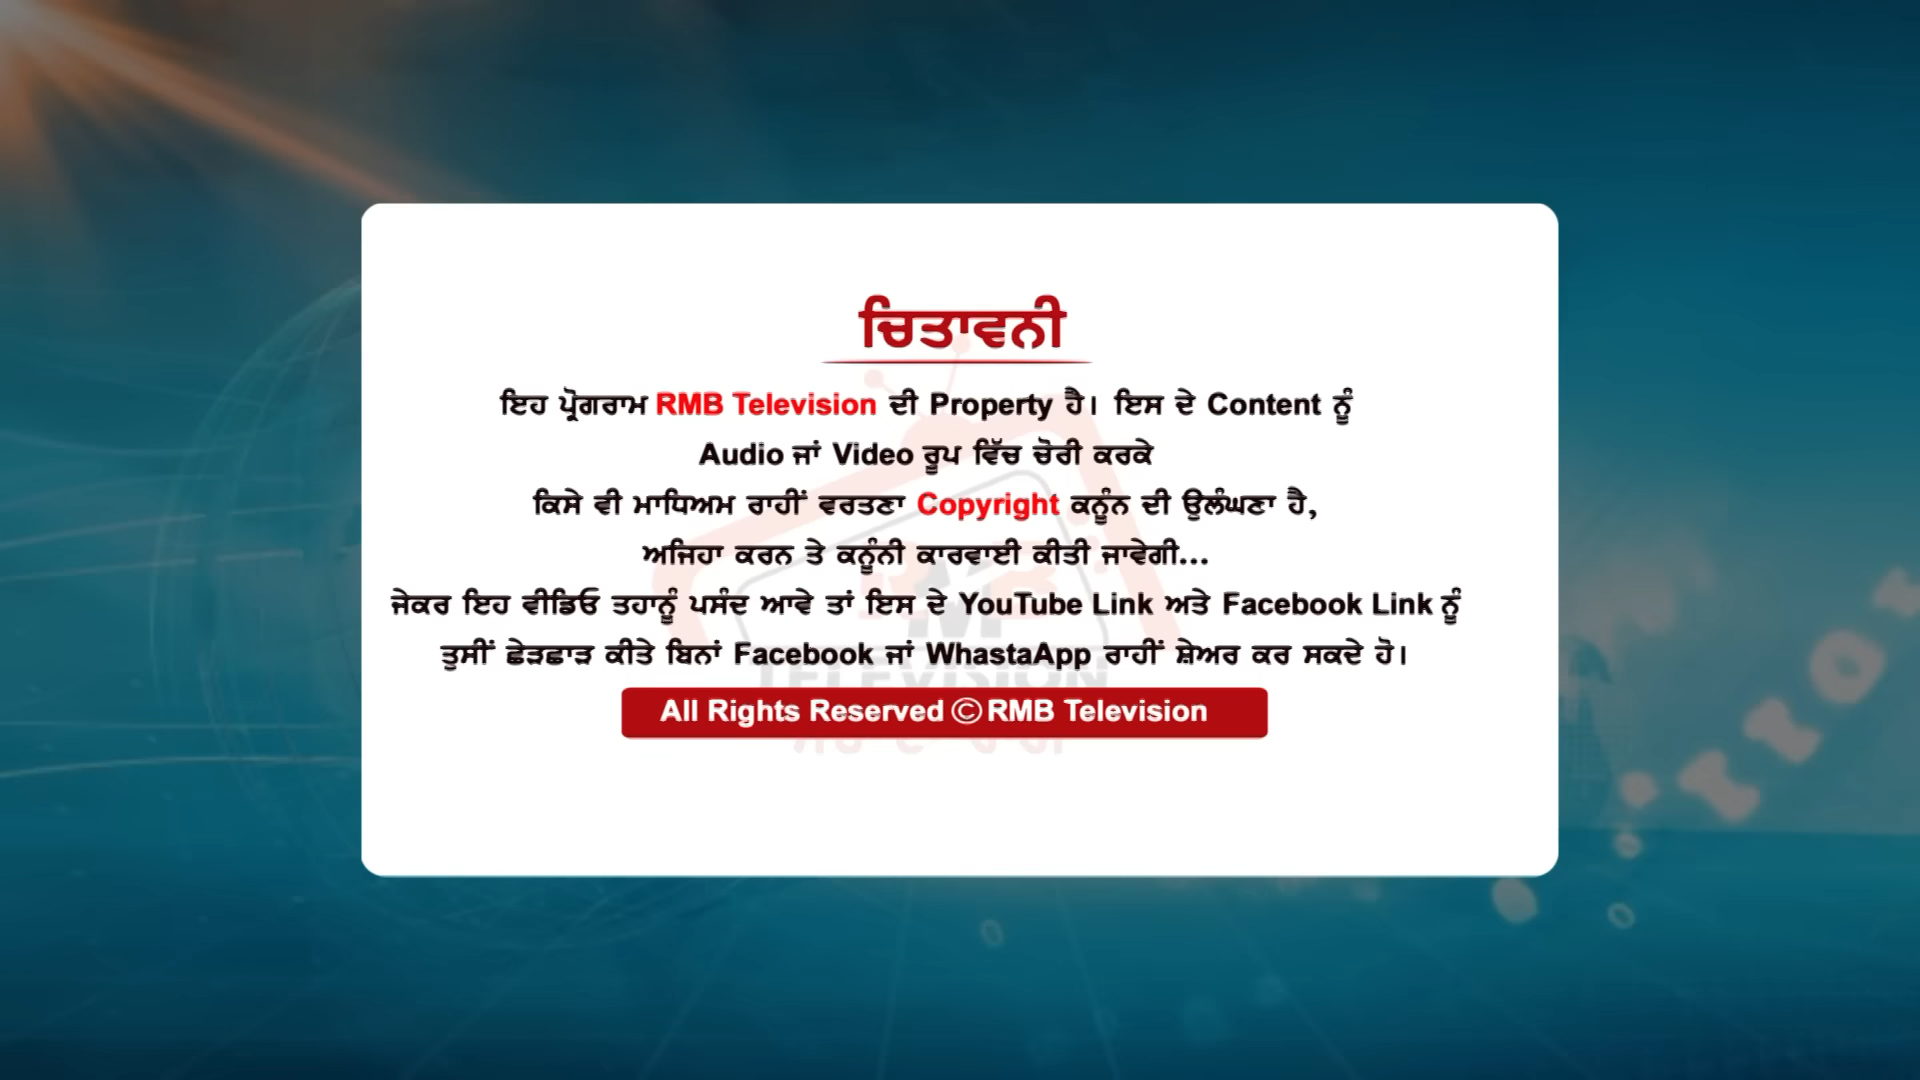 ਚਿਤਾਵਨੀ
ਇਹ ਪ੍ਰੋਗਰਾਮ RMB Television ਦੀ Property ਹੈ। ਇਸ ਦੇ Content ਨੂੰ
Audio ਜਾਂ Video ਰੂਪ ਵਿੱਚ ਚੋਰੀ ਕਰਕੇ
ਕਿਸੇ ਵੀ ਮਾਧਿਅਮ ਰਾਹੀਂ ਵਰਤਣਾ Copyright ਕਨੂੰਨ ਦੀ ਉਲੰਘਣਾ ਹੈ,
ਅਜਿਹਾ ਕਰਨ ਤੇ ਕਨੂੰਨੀ ਕਾਰਵਾਈ ਕੀਤੀ ਜਾਵੇਗੀ...
ਜੇਕਰ ਇਹ ਵੀਡਿਓ ਤਹਾਨੂੰ ਪਸੰਦ ਆਵੇ ਤਾਂ ਇਸ ਦੇ YouTube Link ਅਤੇ Facebook Link ਨੂੰ
ਤੁਸੀਂ ਛੇੜਛਾੜ ਕੀਤੇ ਬਿਨਾਂ Facebook ਜਾਂ WhastaApp ਰਾਹੀਂ ਸ਼ੇਅਰ ਕਰ ਸਕਦੇ ਹੋ।
TELEVISION
All Rights Reserved © RMB Television